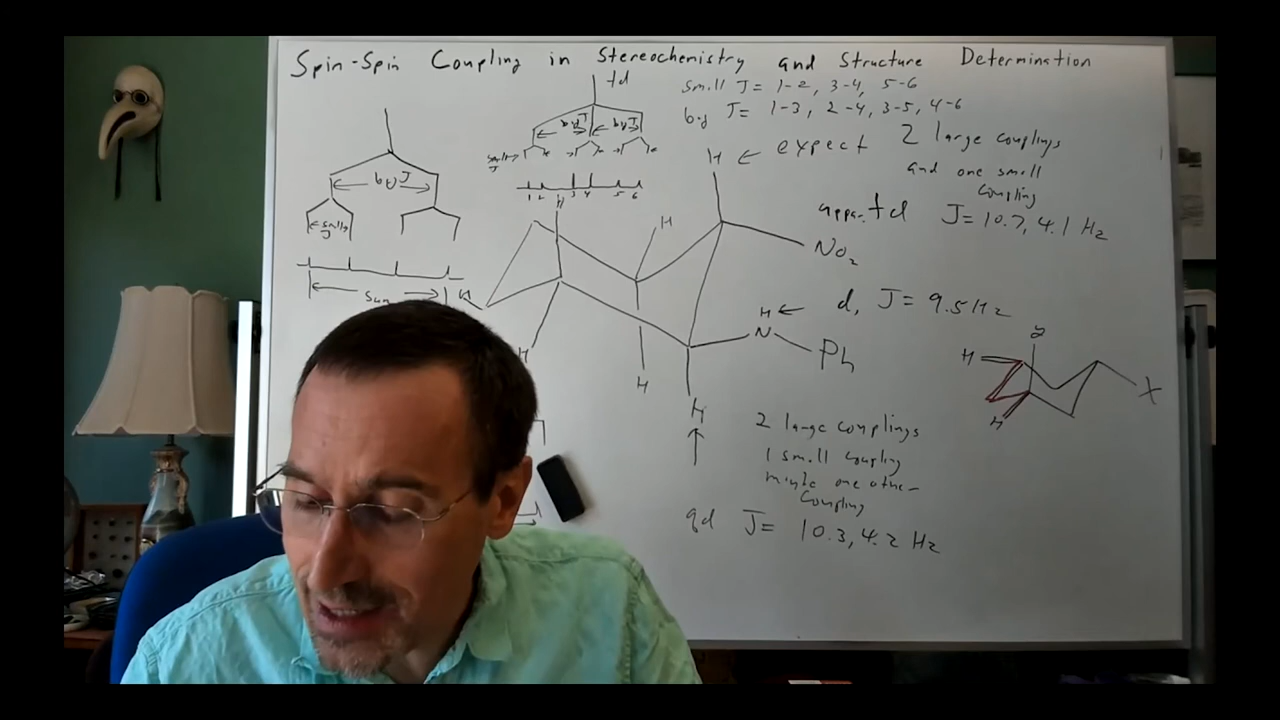 Spin-Spin Coupling in Stereochemistry and Structure Determination
td
small J = 1-2, 3-4, 5-6
big J = 1-3, 2-4, 3-5, 4-6
big J
big J
small J
1 2 3 4 5 6
big J
small J
H ← expect 2 large couplings
and one small
coupling
appar. td J = 10.7, 4.1 Hz
H
H
NO2
H
H ← d, J = 9.5 Hz
N
Ph
H
H
H
2 large couplings
1 small coupling
maybe one other
coupling
qd J = 10.3, 4.2 Hz
H
H
X